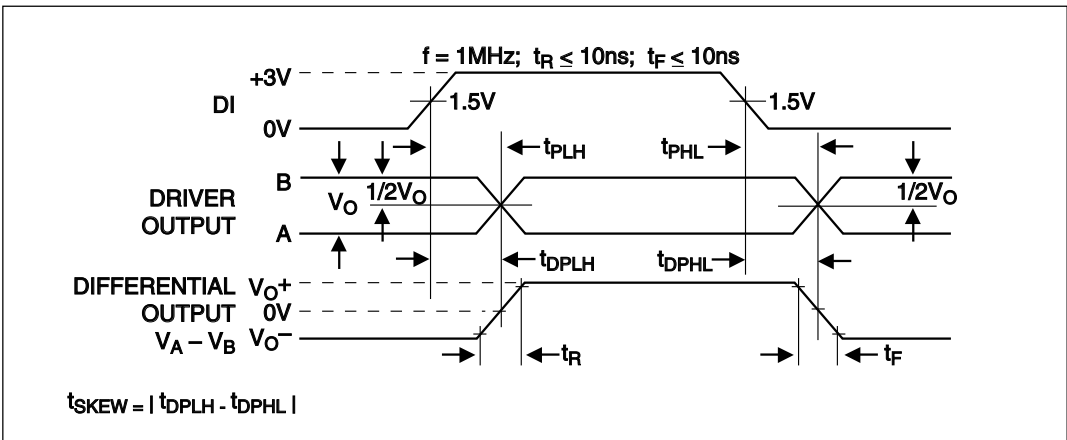 f = 1MHz; tR ≤ 10ns; tF ≤ 10ns
+3V
DI
1.5V
1.5V
0V
tPLH
tPHL
B
DRIVER
OUTPUT
VO
1/2VO
1/2VO
A
tDPLH
tDPHL
DIFFERENTIAL VO+
OUTPUT 0V
VA – VB VO–
tR
tF
tSKEW = | tDPLH - tDPHL |